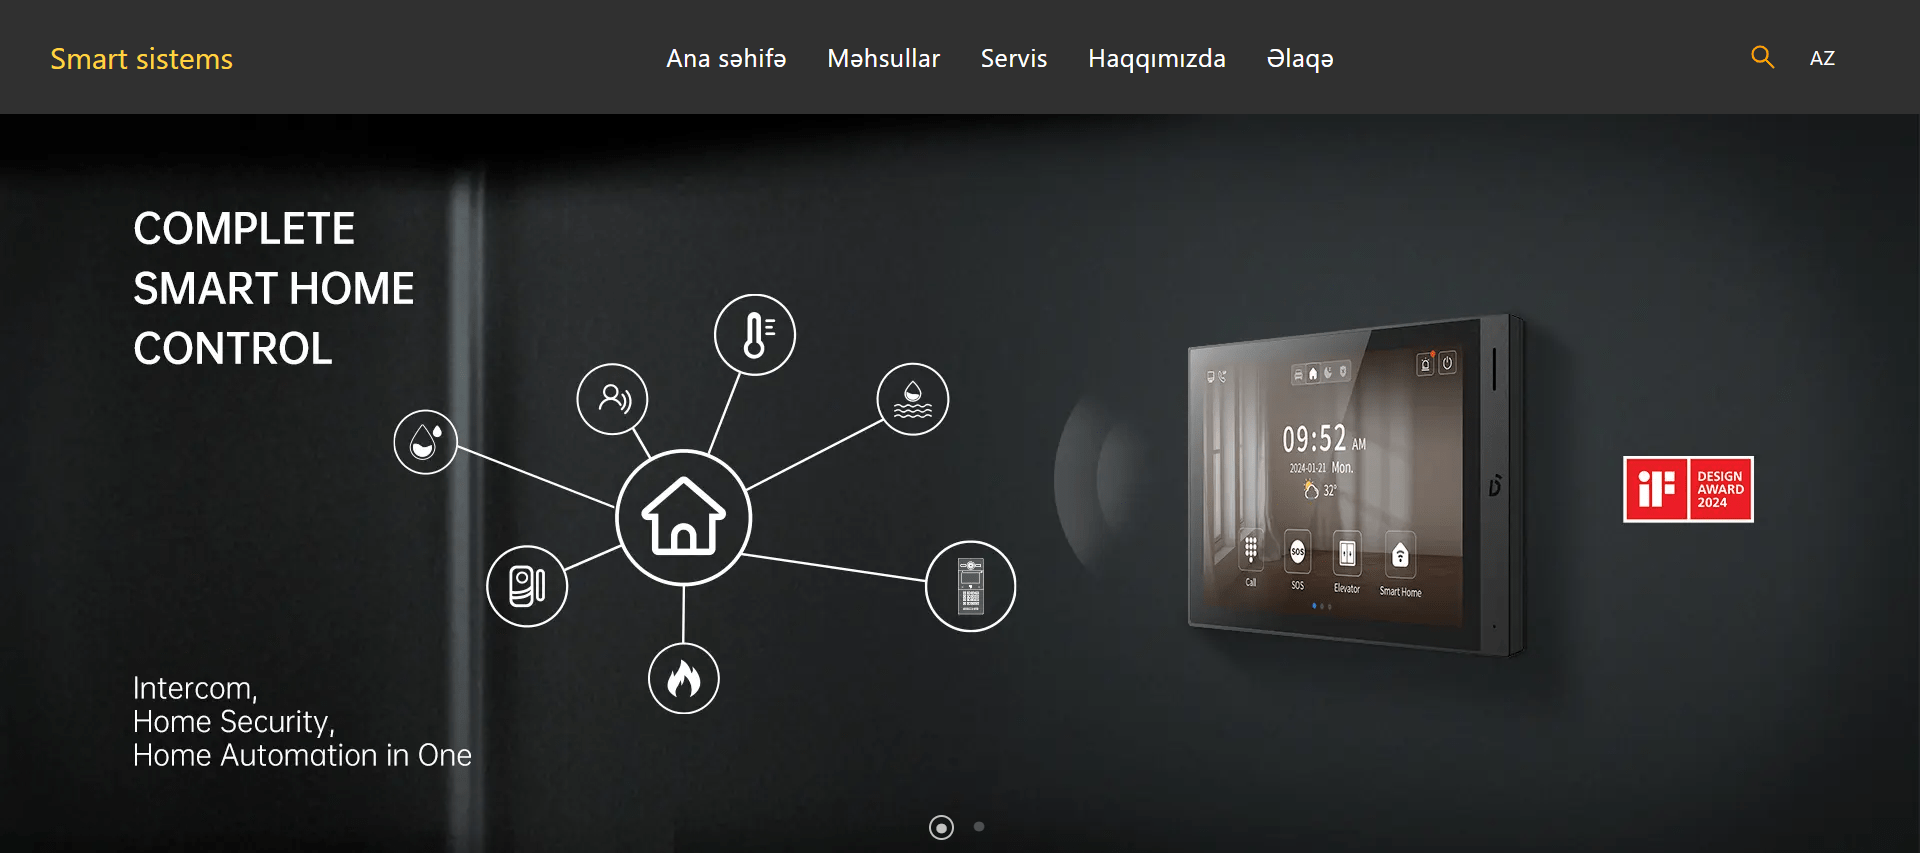 Smart sistems
Ana səhifə Məhsullar Servis Haqqımızda Əlaqə
AZ
COMPLETE
SMART HOME
CONTROL
09:52 AM
2024-01-21 Mon.
32°
SOS
Call SOS Elevator Smart Home
iF DESIGN
AWARD
2024
Intercom,
Home Security,
Home Automation in One